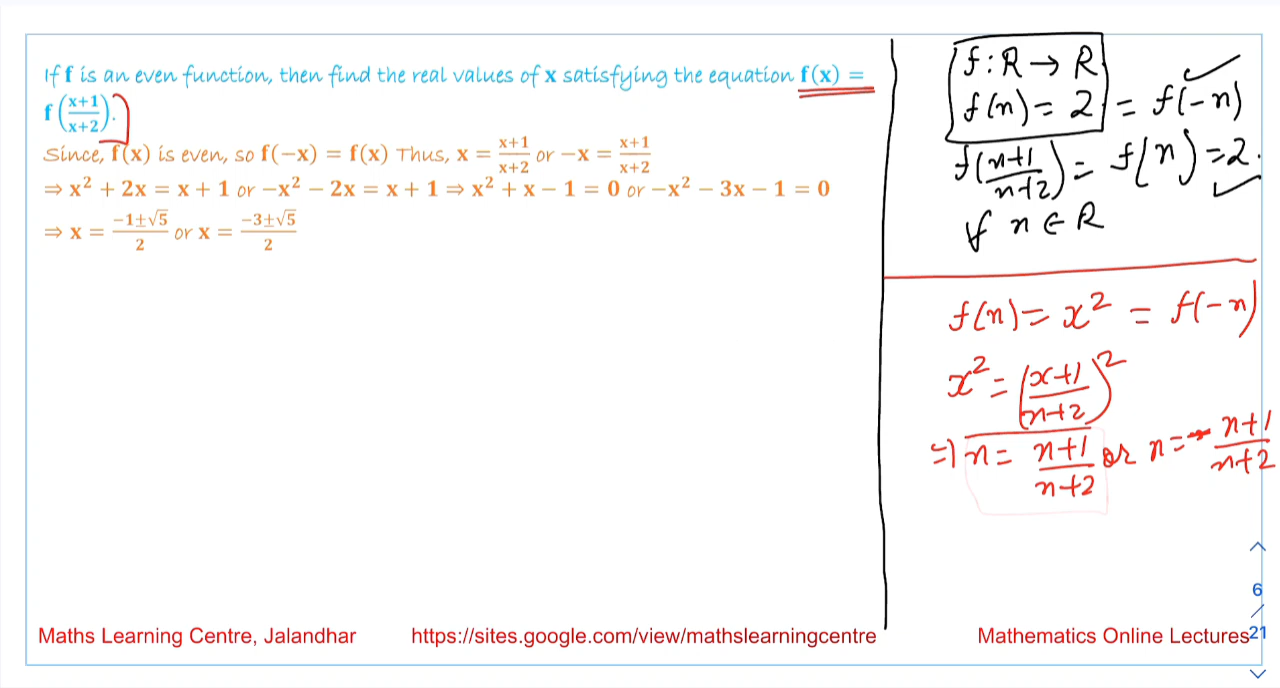 If f is an even function, then find the real values of x satisfying the equation f(x) =
f((x+1)/(x+2)).
Since, f(x) is even, so f(−x) = f(x) Thus, x = (x+1)/(x+2) or −x = (x+1)/(x+2)
⇒ x² + 2x = x + 1 or −x² − 2x = x + 1 ⇒ x² + x − 1 = 0 or −x² − 3x − 1 = 0
⇒ x = (−1±√5)/2 or x = (−3±√5)/2
f : R → R
f(n) = 2 = f(−n)
f((n+1)/(n+2)) = f(n) = 2.
∀ n ∈ R
f(n) = x² = f(−n)
x² = ((x+1)/(n+2))²
⇒ n = (n+1)/(n+2) or n = −(n+1)/(n+2)
6
/
21
Maths Learning Centre, Jalandhar https://sites.google.com/view/mathslearningcentre Mathematics Online Lectures